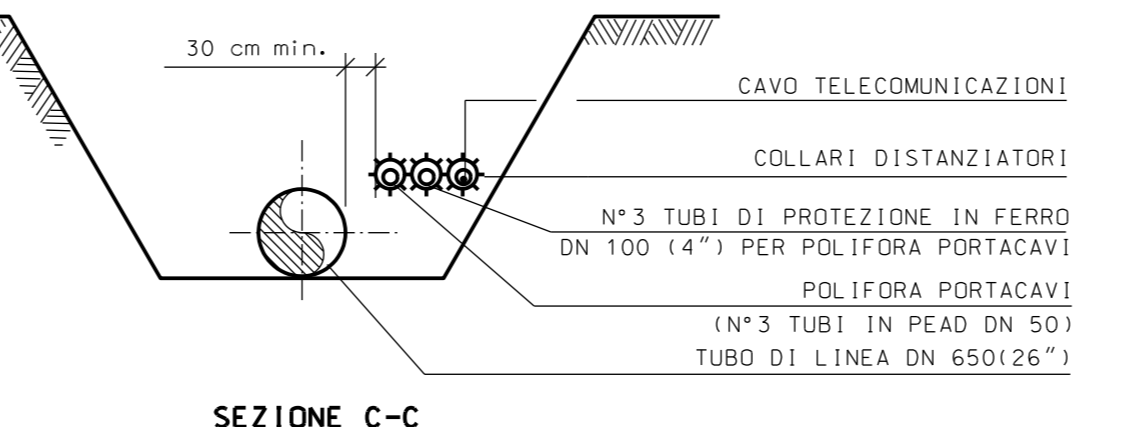 30 cm min.
CAVO TELECOMUNICAZIONI
COLLARI DISTANZIATORI
N°3 TUBI DI PROTEZIONE IN FERRO
DN 100 (4") PER POLIFORA PORTACAVI
POLIFORA PORTACAVI
(N°3 TUBI IN PEAD DN 50)
TUBO DI LINEA DN 650(26")
SEZIONE C-C